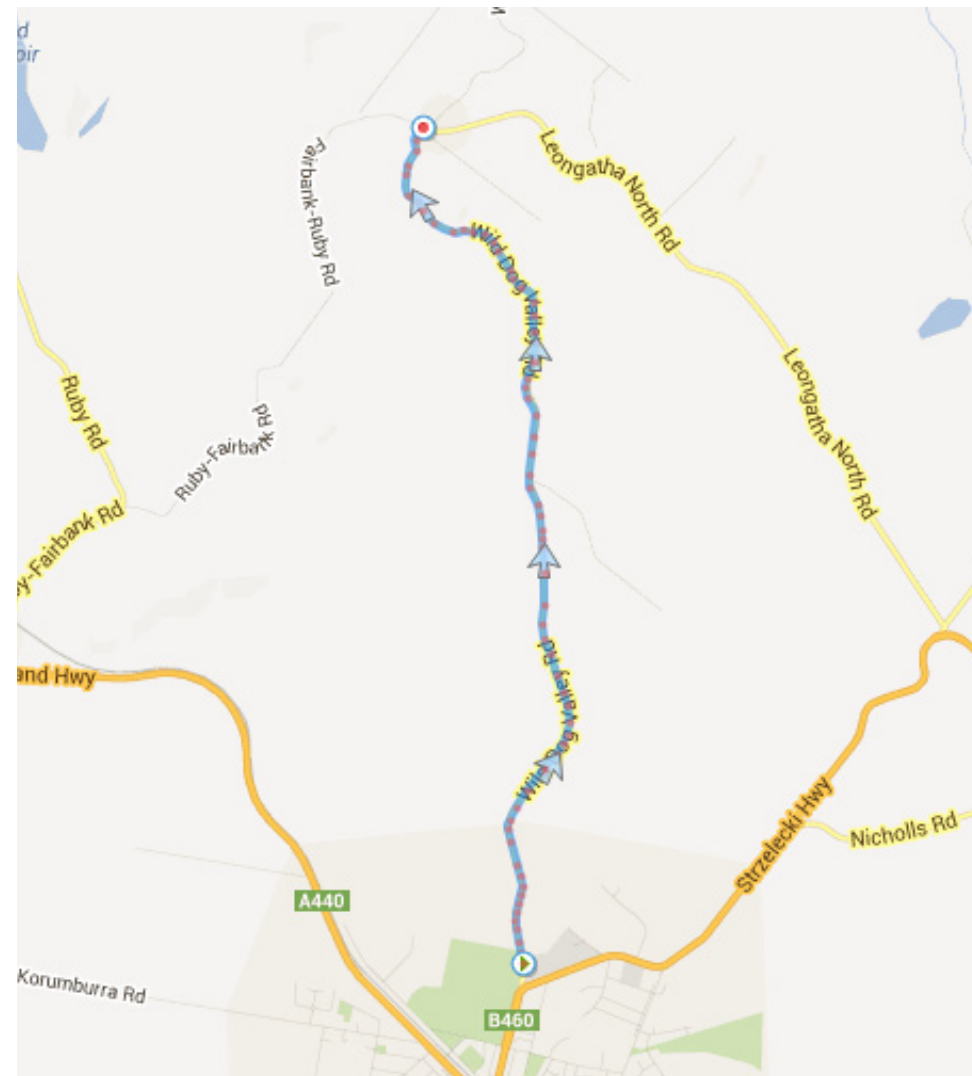 M
d
oir
Leongatha North Rd
Fairbank-Ruby Rd
Wild Dog Valley Rd
Ruby Rd
Leongatha North Rd
Ruby-Fairbank Rd
y-Fairbank Rd
Wild Dog Valley Rd
and Hwy
Strzelecki Hwy
Nicholls Rd
A440
Korumburra Rd
B460